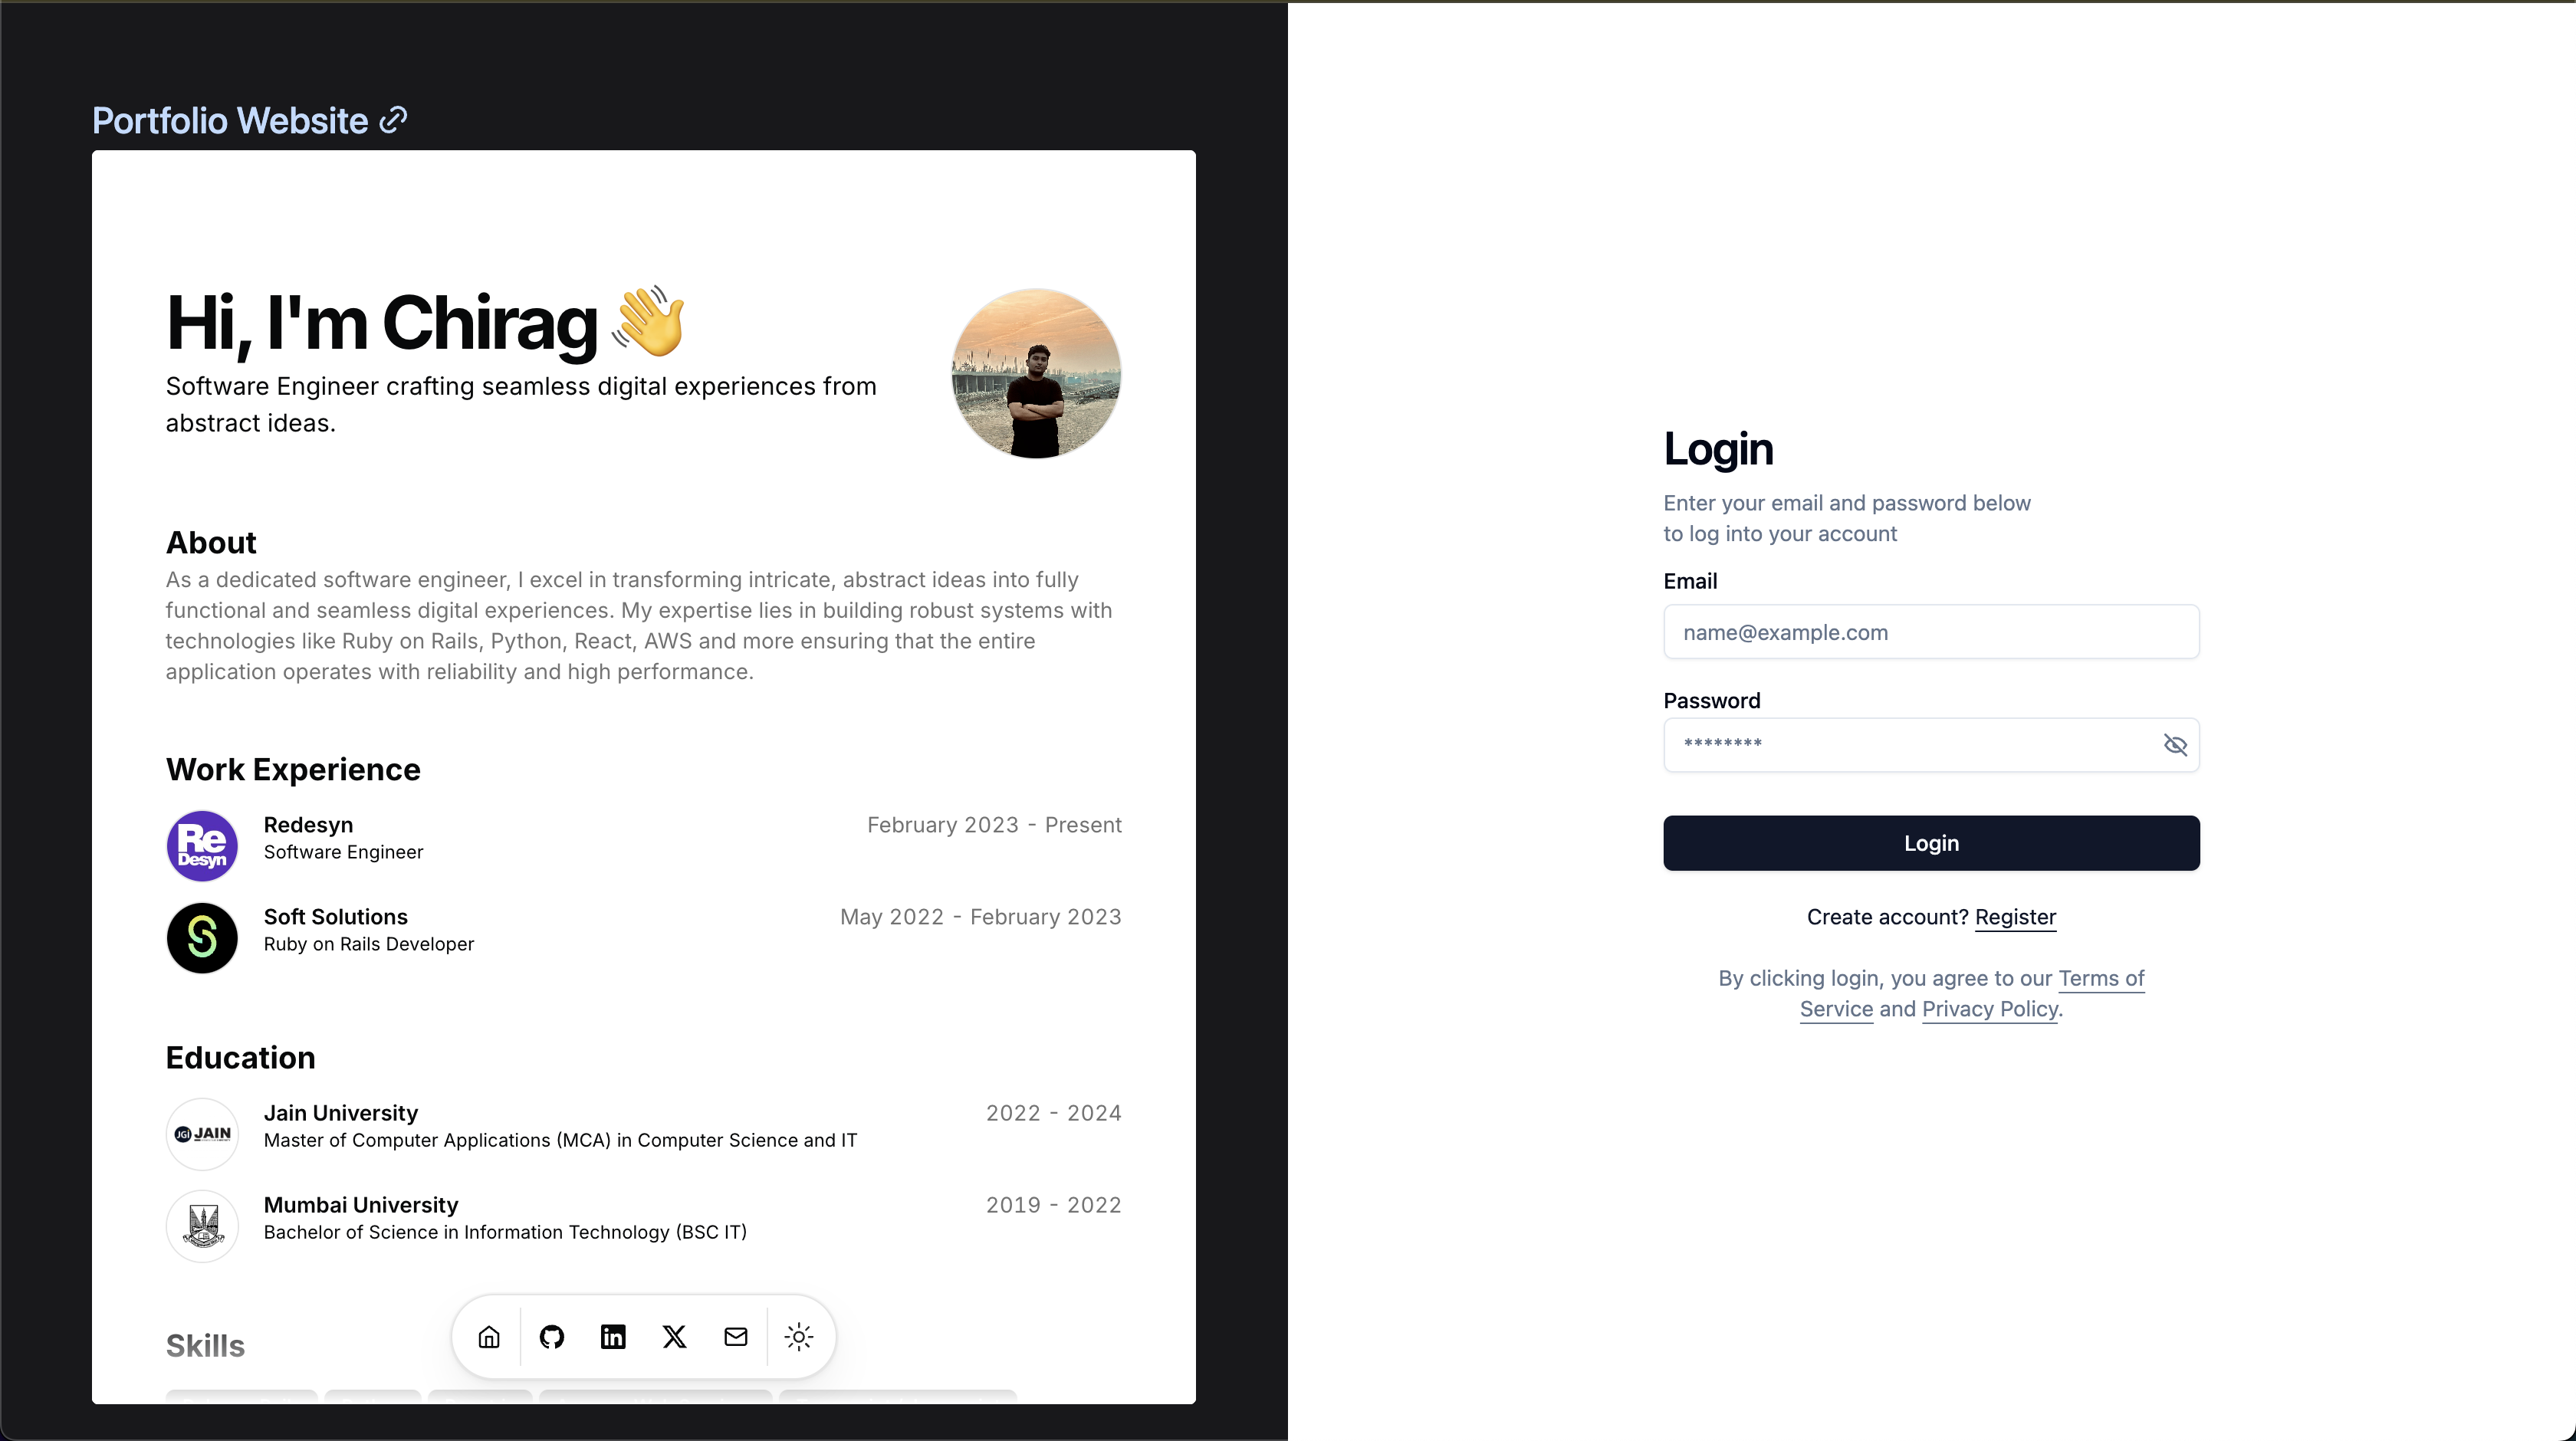 Portfolio Website
Hi, I'm Chirag 👋
Software Engineer crafting seamless digital experiences from
abstract ideas.
About
As a dedicated software engineer, I excel in transforming intricate, abstract ideas into fully
functional and seamless digital experiences. My expertise lies in building robust systems with
technologies like Ruby on Rails, Python, React, AWS and more ensuring that the entire
application operates with reliability and high performance.
Work Experience
Re
Desyn
Redesyn
February 2023 - Present
Software Engineer
S
Soft Solutions
May 2022 - February 2023
Ruby on Rails Developer
Education
JGI JAIN
Jain University
2022 - 2024
Master of Computer Applications (MCA) in Computer Science and IT
Mumbai University
2019 - 2022
Bachelor of Science in Information Technology (BSC IT)
Skills
Login
Enter your email and password below
to log into your account
Email
name@example.com
Password
********
Login
Create account? Register
By clicking login, you agree to our Terms of
Service and Privacy Policy.